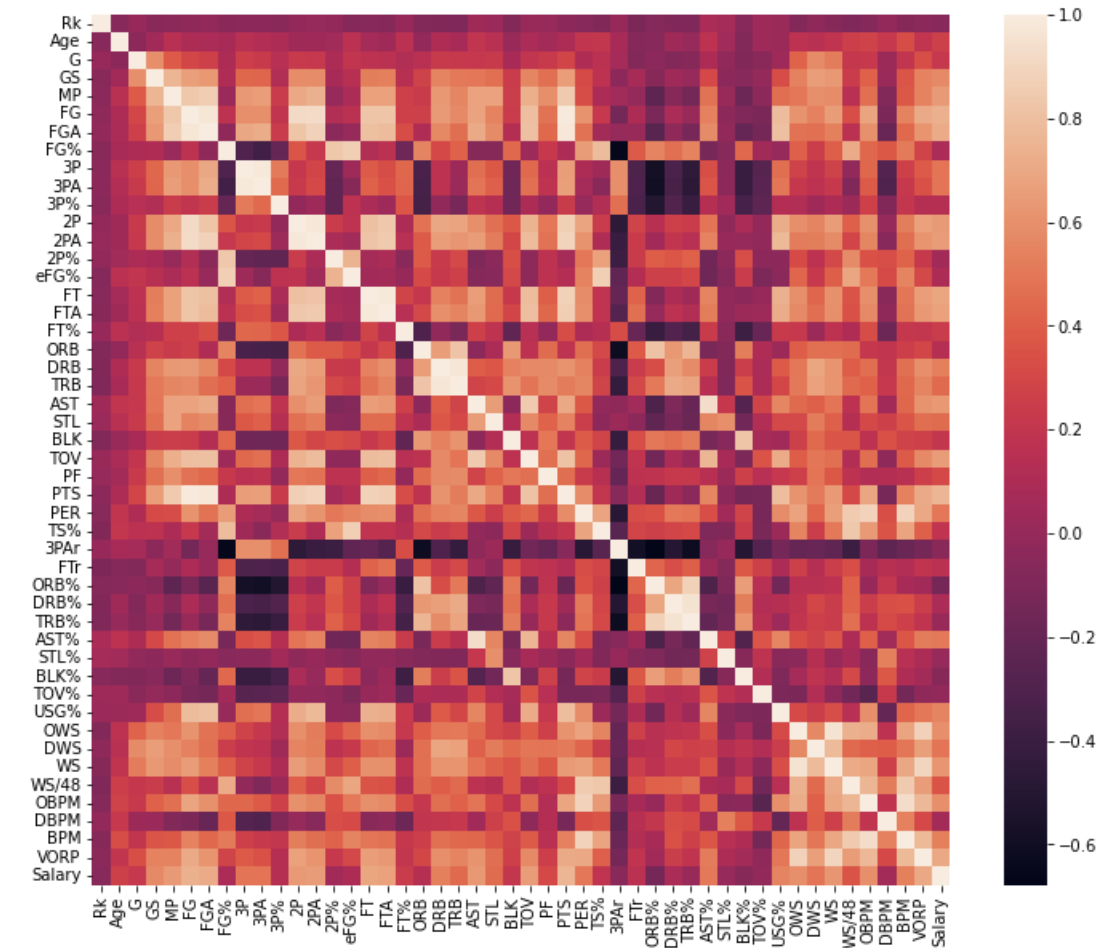 Rk
Age
G
GS
MP
FG
FGA
FG%
3P
3PA
3P%
2P
2PA
2P%
eFG%
FT
FTA
FT%
ORB
DRB
TRB
AST
STL
BLK
TOV
PF
PTS
PER
TS%
3PAr
FTr
ORB%
DRB%
TRB%
AST%
STL%
BLK%
TOV%
USG%
OWS
DWS
WS
WS/48
OBPM
DBPM
BPM
VORP
Salary
Rk Age G GS MP FG FGA FG% 3P 3PA 3P% 2P 2PA 2P% eFG% FT FTA FT% ORB DRB TRB AST STL BLK TOV PF PTS PER TS% 3PAr FTr ORB% DRB% TRB% AST% STL% BLK% TOV% USG% OWS DWS WS WS/48 OBPM DBPM BPM VORP Salary
1.0
0.8
0.6
0.4
0.2
0.0
−0.2
−0.4
−0.6